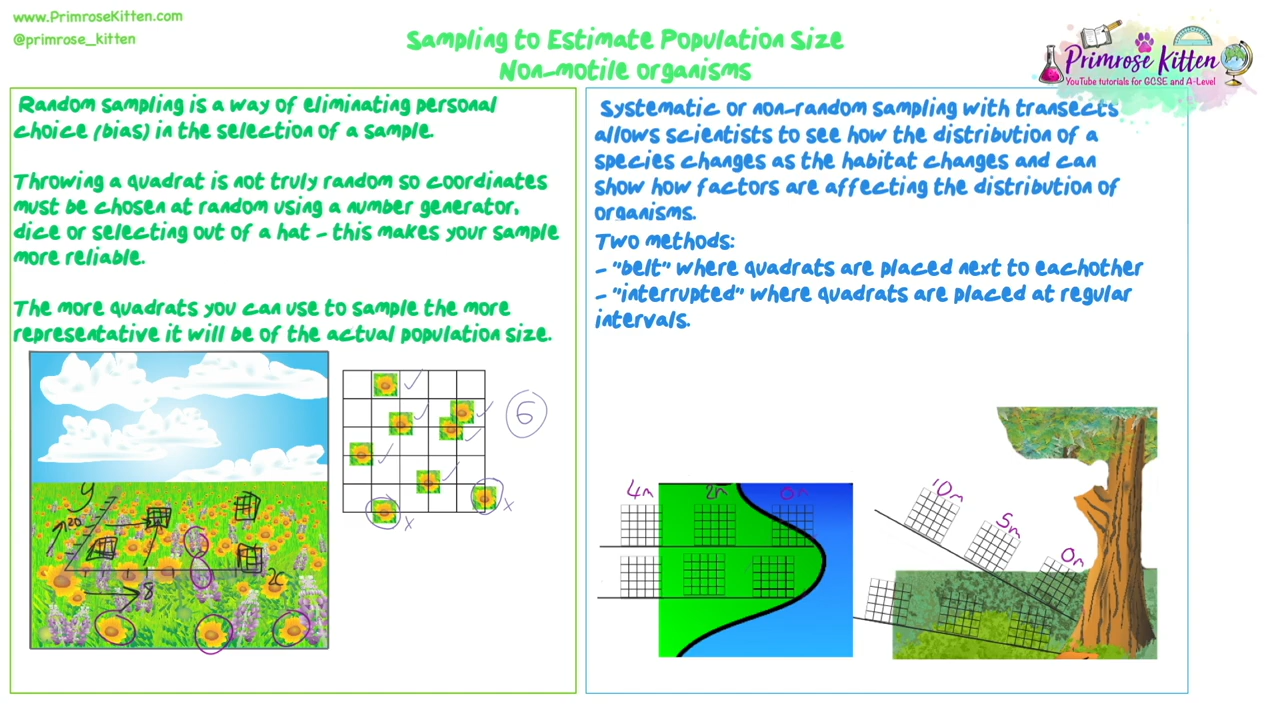 www.PrimroseKitten.com
@primrose_kitten
Sampling to Estimate Population Size
Non-motile organisms
Primrose Kitten
YouTube tutorials for GCSE and A-Level
Random sampling is a way of eliminating personal
choice (bias) in the selection of a sample.
Throwing a quadrat is not truly random so coordinates
must be chosen at random using a number generator,
dice or selecting out of a hat - this makes your sample
more reliable.
The more quadrats you can use to sample the more
representative it will be of the actual population size.
6
x
x
y
20
8
x
Systematic or non-random sampling with transects
allows scientists to see how the distribution of a
species changes as the habitat changes and can
show how factors are affecting the distribution of
organisms.
Two methods:
- "belt" where quadrats are placed next to eachother
- "interrupted" where quadrats are placed at regular
intervals.
4m 2m 0m
10m
5m
0m